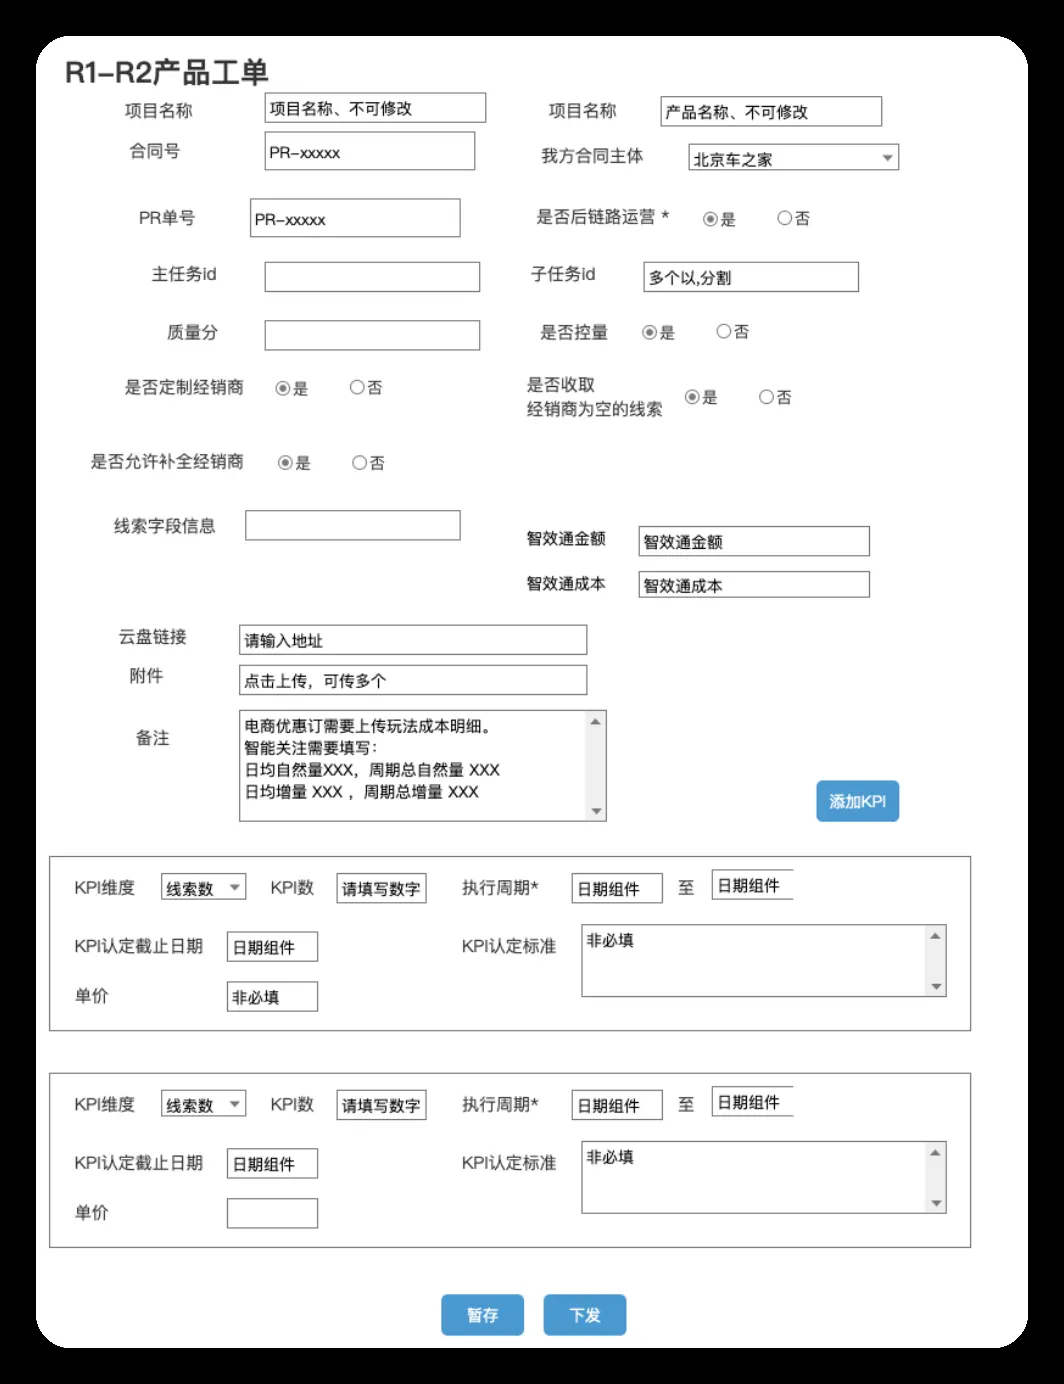 R1-R2产品工单
项目名称 项目名称、不可修改 项目名称 产品名称、不可修改
合同号 PR-xxxxx 我方合同主体 北京车之家
PR单号 PR-xxxxx 是否后链路运营 * 是 否
主任务id 子任务id 多个以,分割
质量分 是否控量 是 否
是否定制经销商 是 否 是否收取
经销商为空的线索 是 否
是否允许补全经销商 是 否
线索字段信息
智效通金额 智效通金额
智效通成本 智效通成本
云盘链接 请输入地址
附件 点击上传，可传多个
备注
电商优惠订需要上传玩法成本明细。
智能关注需要填写：
日均自然量XXX，周期总自然量 XXX
日均增量 XXX ，周期总增量 XXX
添加KPI
KPI维度 线索数 KPI数 请填写数字 执行周期* 日期组件 至 日期组件
KPI认定截止日期 日期组件 KPI认定标准 非必填
单价 非必填
KPI维度 线索数 KPI数 请填写数字 执行周期* 日期组件 至 日期组件
KPI认定截止日期 日期组件 KPI认定标准 非必填
单价
暂存 下发